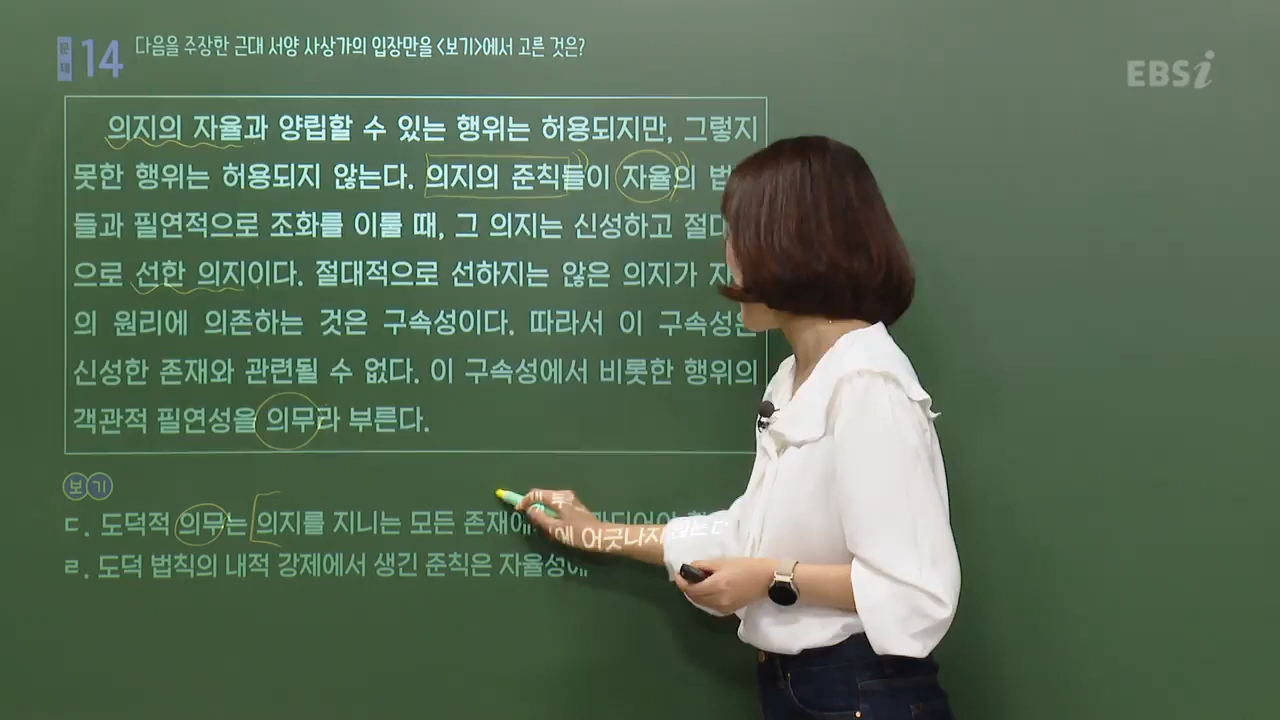 문제 14 다음을 주장한 근대 서양 사상가의 입장만을 <보기>에서 고른 것은?
EBSi
의지의 자율과 양립할 수 있는 행위는 허용되지만, 그렇지
못한 행위는 허용되지 않는다. 의지의 준칙들이 자율의
들과 필연적으로 조화를 이룰 때, 그 의지는 신성하고
으로 선한 의지이다. 절대적으로 선하지는 않은 의지가
의 원리에 의존하는 것은 구속성이다. 따라서 이 구속성은
신성한 존재와 관련될 수 없다. 이 구속성에서 비롯한 행위의
객관적 필연성을 의무라 부른다.
보기
ㄷ. 도덕적 의무는 의지를 지니는 모든
ㄹ. 도덕 법칙의 내적 강제에서 생긴 준칙은 자율성에 어긋나지